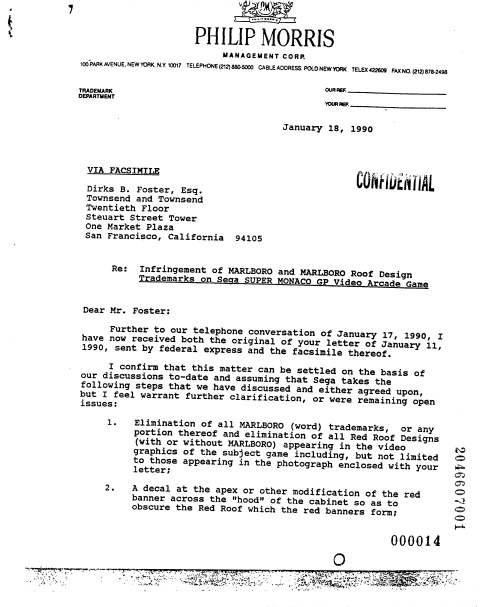 PHILIP MORRIS
MANAGEMENT CORP.
100 PARK AVENUE, NEW YORK, N.Y. 10017 TELEPHONE (212) 880-5000 CABLE ADDRESS: POLD NEW YORK TELEX 422609 FAX NO. (212) 878-2498
TRADEMARK
DEPARTMENT
OUR REF.
YOUR REF.
January 18, 1990
VIA FACSIMILE
CONFIDENTIAL
Dirks B. Foster, Esq.
Townsend and Townsend
Twentieth Floor
Steuart Street Tower
One Market Plaza
San Francisco, California 94105
Re: Infringement of MARLBORO and MARLBORO Roof Design
Trademarks on Sega SUPER MONACO GP Video Arcade Game
Dear Mr. Foster:
Further to our telephone conversation of January 17, 1990, I
have now received both the original of your letter of January 11,
1990, sent by federal express and the facsimile thereof.
I confirm that this matter can be settled on the basis of
our discussions to-date and assuming that Sega takes the
following steps that we have discussed and either agreed upon,
but I feel warrant further clarification, or were remaining open
issues:
1. Elimination of all MARLBORO (word) trademarks, or any
portion thereof and elimination of all Red Roof Designs
(with or without MARLBORO) appearing in the video
graphics of the subject game including, but not limited
to those appearing in the photograph enclosed with your
letter;
2. A decal at the apex or other modification of the red
banner across the "hood" of the cabinet so as to
obscure the Red Roof which the red banners form;
2046607001
000014